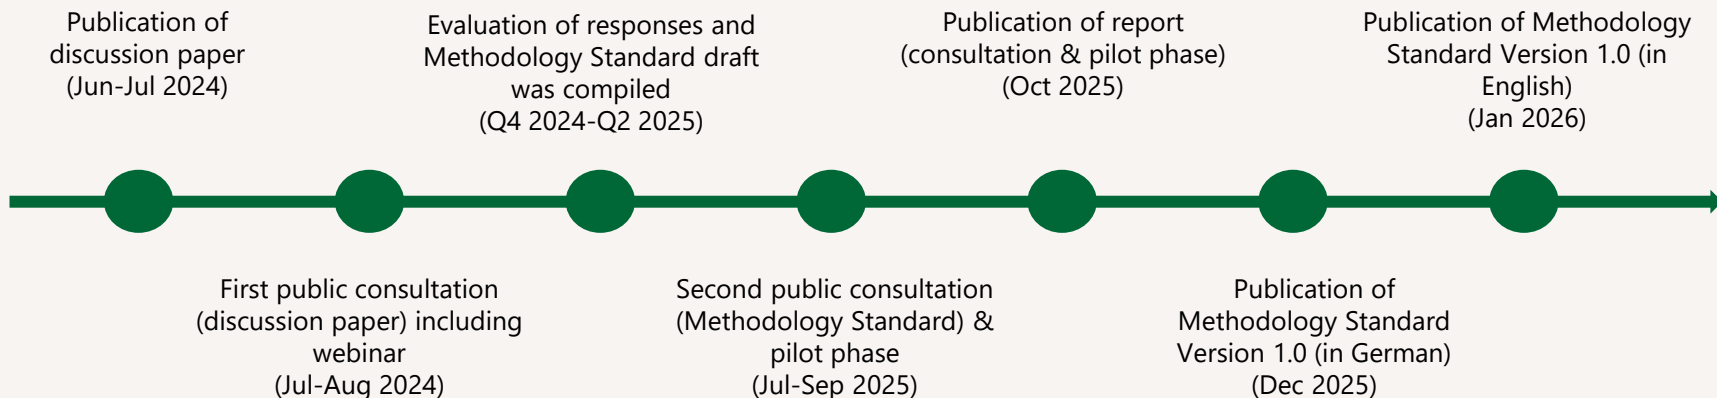 Publication of
discussion paper
(Jun-Jul 2024)
Evaluation of responses and
Methodology Standard draft
was compiled
(Q4 2024-Q2 2025)
Publication of report
(consultation & pilot phase)
(Oct 2025)
Publication of Methodology
Standard Version 1.0 (in
English)
(Jan 2026)
First public consultation
(discussion paper) including
webinar
(Jul-Aug 2024)
Second public consultation
(Methodology Standard) &
pilot phase
(Jul-Sep 2025)
Publication of
Methodology Standard
Version 1.0 (in German)
(Dec 2025)